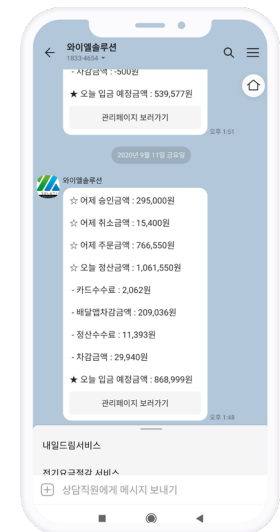 와이엘솔루션
1833-4654
- 차감금액 : -500원
★ 오늘 입금 예정금액 : 539,577원
관리페이지 보러가기
오후 1:51
2020년 9월 11일 금요일
와이엘솔루션
☆ 어제 승인금액 : 295,000원
☆ 어제 취소금액 : 15,400원
☆ 어제 주문금액 : 766,550원
☆ 오늘 정산금액 : 1,061,550원
- 카드수수료 : 2,062원
- 배달앱차감금액 : 209,036원
- 정산수수료 : 11,393원
- 차감금액 : 29,940원
★ 오늘 입금 예정금액 : 868,999원
관리페이지 보러가기
오후 1:48
내일드림서비스
전기요금절감 서비스
상담직원에게 메시지 보내기